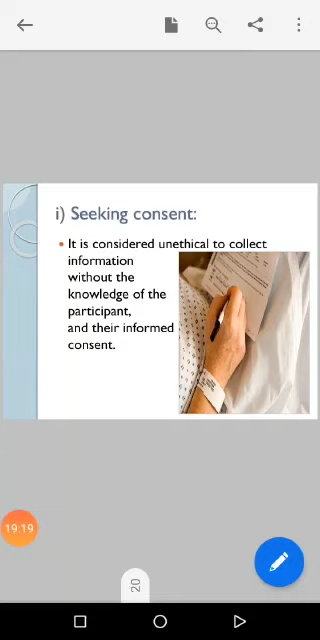 i) Seeking consent:
• It is considered unethical to collect
information
without the
knowledge of the
participant,
and their informed
consent.
19:19
20